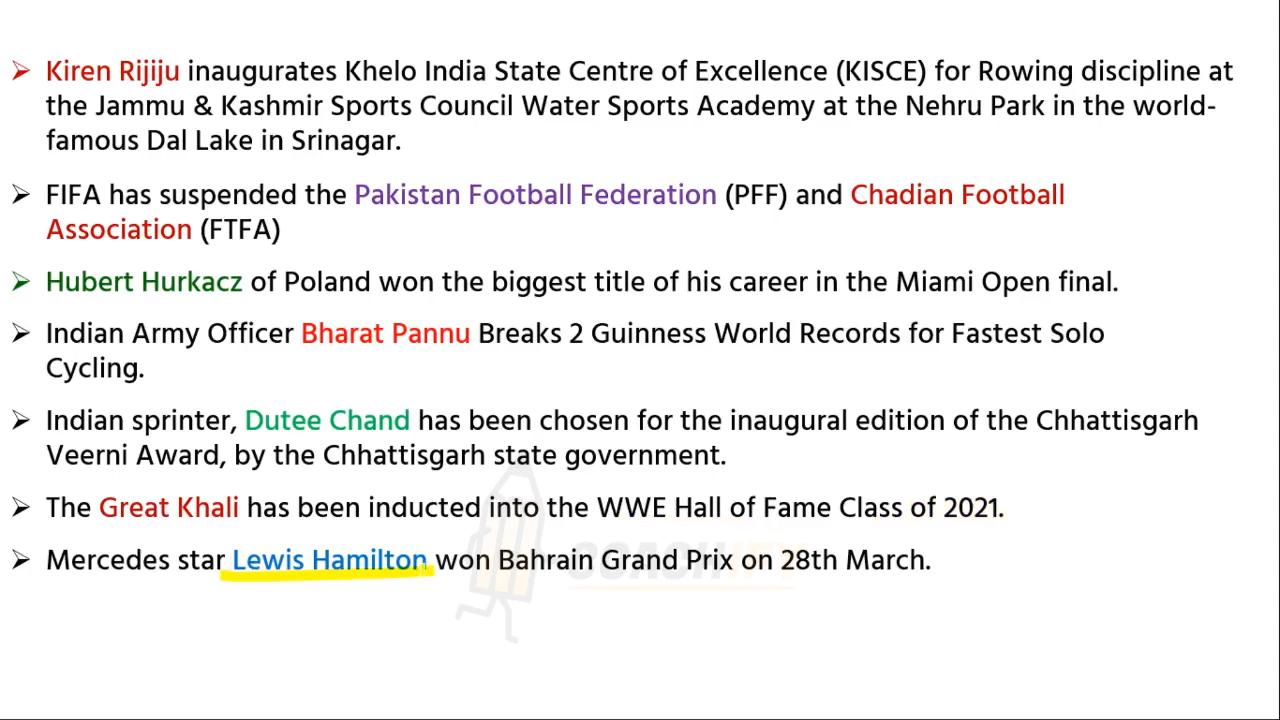 ➢ Kiren Rijiju inaugurates Khelo India State Centre of Excellence (KISCE) for Rowing discipline at
the Jammu & Kashmir Sports Council Water Sports Academy at the Nehru Park in the world-
famous Dal Lake in Srinagar.
➢ FIFA has suspended the Pakistan Football Federation (PFF) and Chadian Football
Association (FTFA)
➢ Hubert Hurkacz of Poland won the biggest title of his career in the Miami Open final.
➢ Indian Army Officer Bharat Pannu Breaks 2 Guinness World Records for Fastest Solo
Cycling.
➢ Indian sprinter, Dutee Chand has been chosen for the inaugural edition of the Chhattisgarh
Veerni Award, by the Chhattisgarh state government.
➢ The Great Khali has been inducted into the WWE Hall of Fame Class of 2021.
➢ Mercedes star Lewis Hamilton won Bahrain Grand Prix on 28th March.
COACHIFY